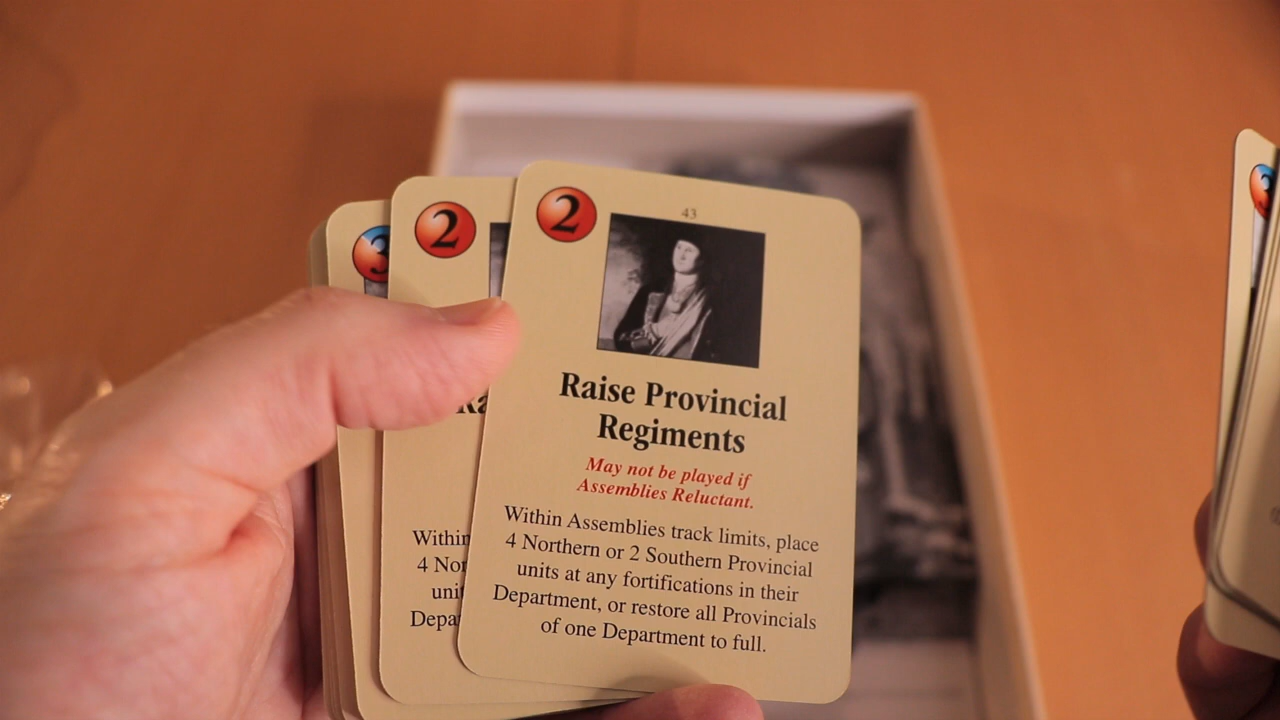 3
2
2
43
Raise Provincial
Regiments
May not be played if
Assemblies Reluctant.
Within Assemblies track limits, place
4 Northern or 2 Southern Provincial
units at any fortifications in their
Department, or restore all Provincials
of one Department to full.
Within
4